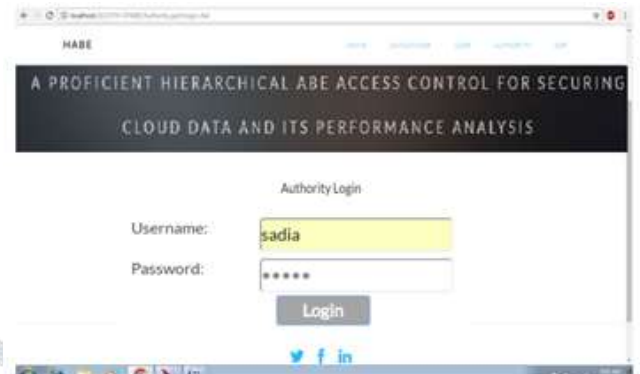 HABE
A PROFICIENT HIERARCHICAL ABE ACCESS CONTROL FOR SECURING
CLOUD DATA AND ITS PERFORMANCE ANALYSIS
Authority Login
Username:
sadia
Password:
•••••
Login